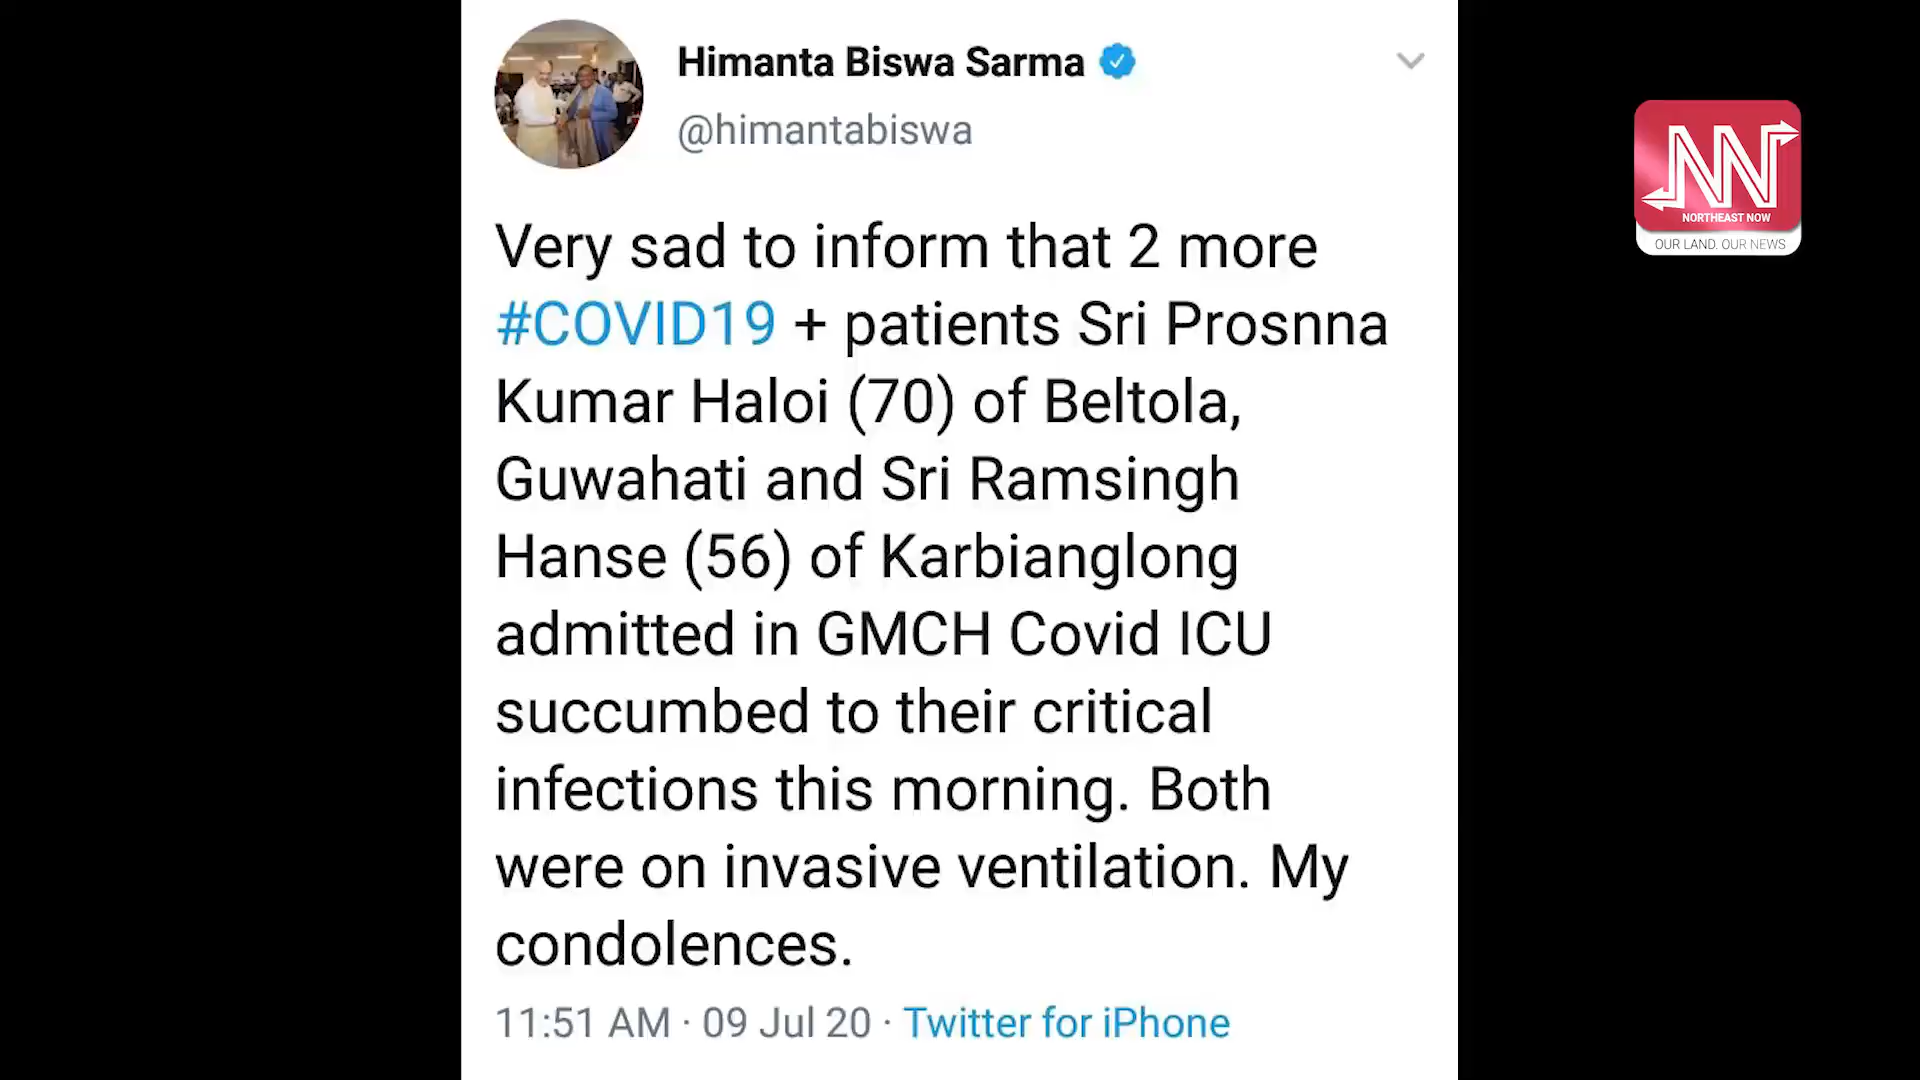 Himanta Biswa Sarma
@himantabiswa
Very sad to inform that 2 more
#COVID19 + patients Sri Prosnna
Kumar Haloi (70) of Beltola,
Guwahati and Sri Ramsingh
Hanse (56) of Karbianglong
admitted in GMCH Covid ICU
succumbed to their critical
infections this morning. Both
were on invasive ventilation. My
condolences.
11:51 AM · 09 Jul 20 · Twitter for iPhone
NN
NORTHEAST NOW
OUR LAND. OUR NEWS